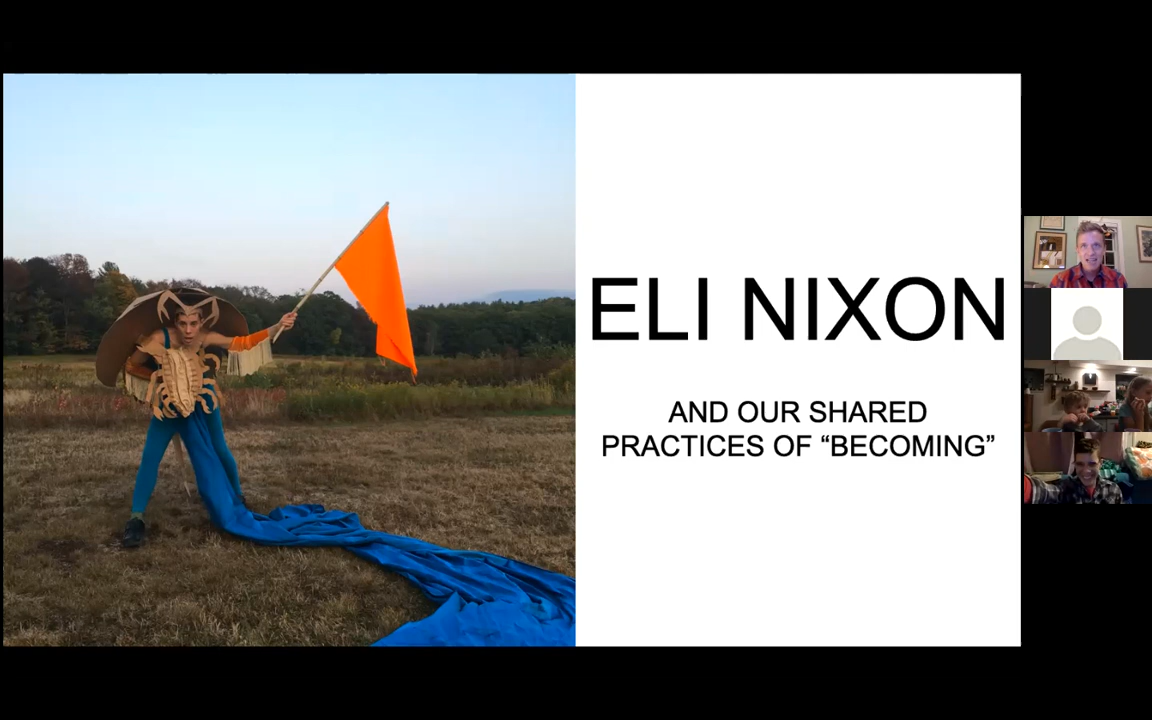 ELI NIXON
AND OUR SHARED
PRACTICES OF “BECOMING”